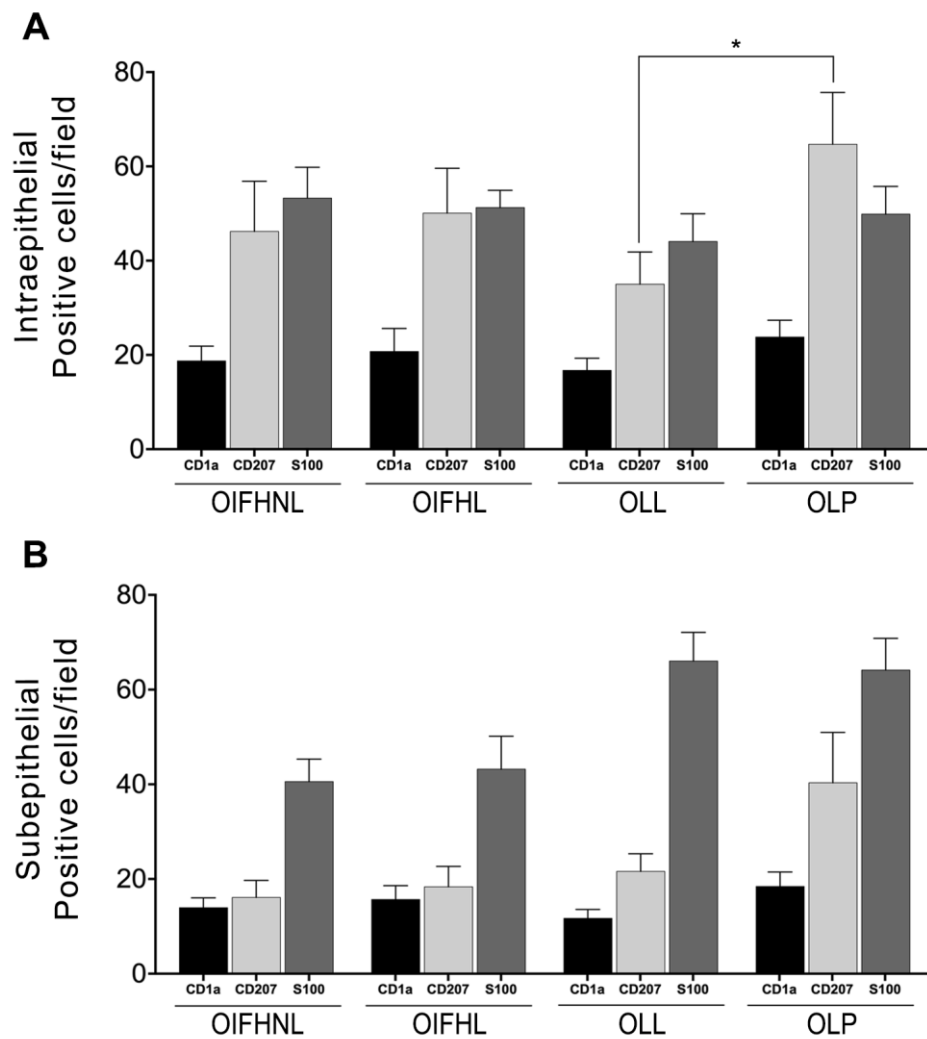 A
*
Intraepithelial
Positive cells/field
80
60
40
20
0
CD1a CD207 S100 CD1a CD207 S100 CD1a CD207 S100 CD1a CD207 S100
OIFHNL OIFHL OLL OLP
B
Subepithelial
Positive cells/field
80
60
40
20
0
CD1a CD207 S100 CD1a CD207 S100 CD1a CD207 S100 CD1a CD207 S100
OIFHNL OIFHL OLL OLP